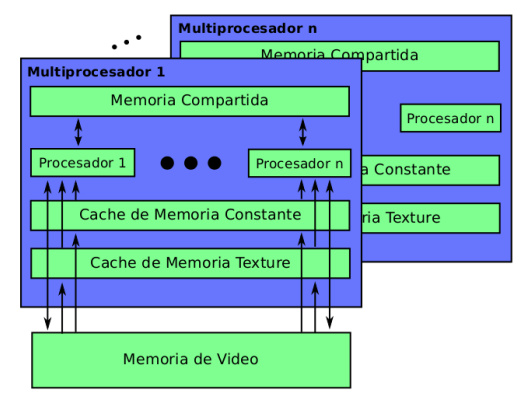 Multiprocesador n
Memoria Compartida
Procesador n
a Constante
ria Texture
Multiprocesador 1
Memoria Compartida
Procesador 1
Procesador n
Cache de Memoria Constante
Cache de Memoria Texture
Memoria de Video